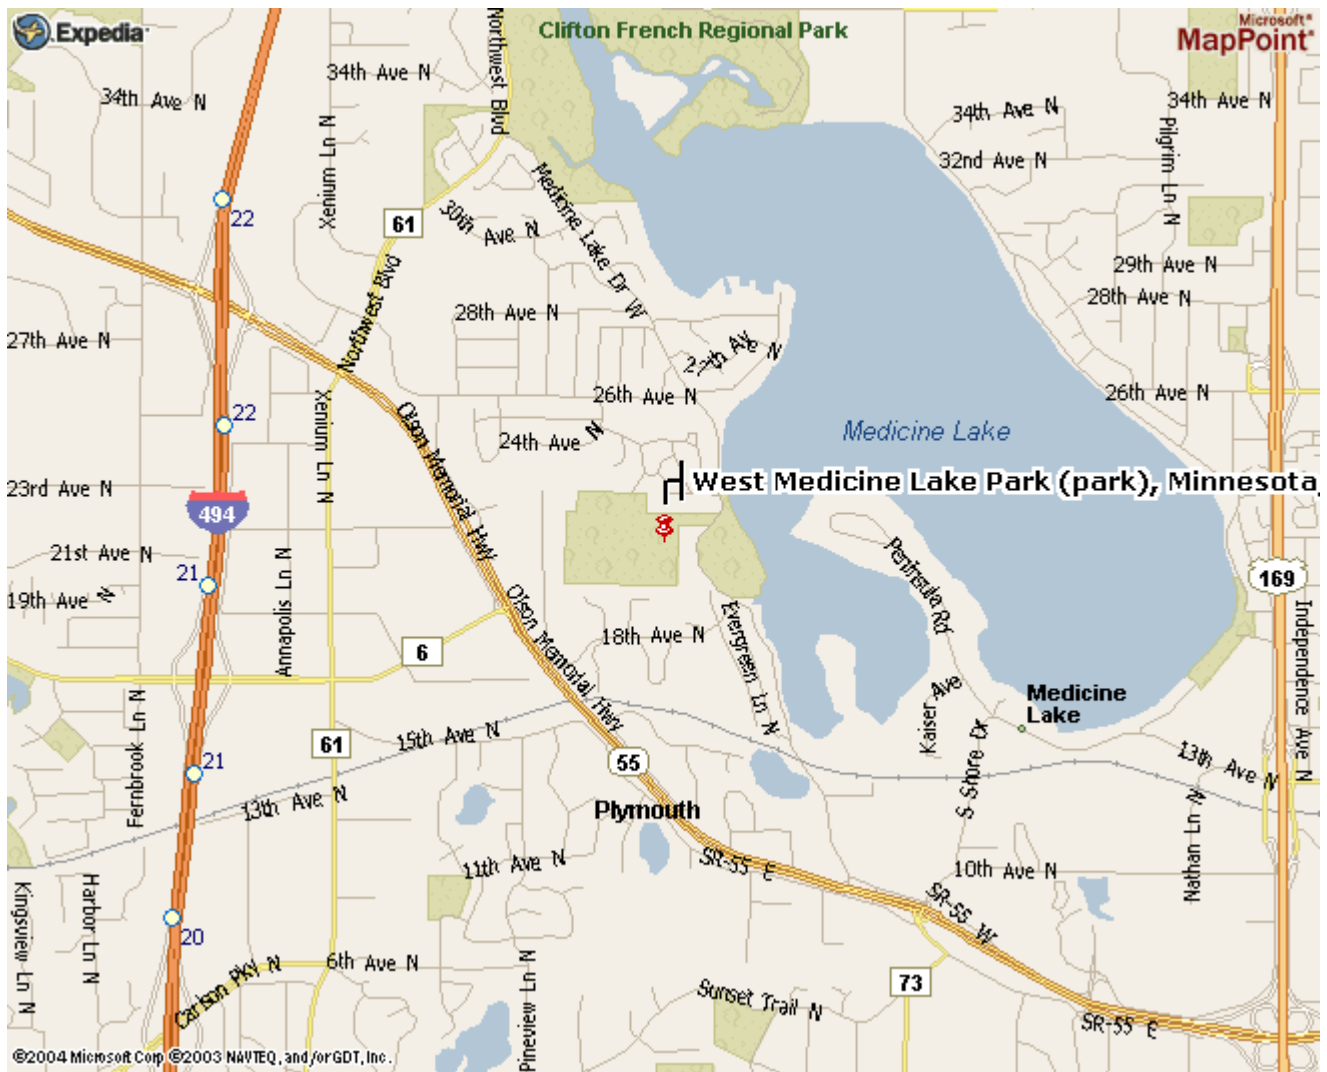 Expedia
Clifton French Regional Park
Microsoft®
MapPoint®
Northwest Blvd
34th Ave N
34th Ave N
34th Ave N
34th Ave N
Xenium Ln N
Pilgrim Ln N
32nd Ave N
22
61
30th Ave N
Medicine Lake Dr W
29th Ave N
28th Ave N
28th Ave N
27th Ave N
Northwest Blvd
27th Av
N
26th Ave N
26th Ave N
Xenium Ln N
Olson Memorial Hwy
22
24th Ave N
Medicine Lake
23rd Ave N
West Medicine Lake Park (park), Minnesota,
494
21st Ave N
21
19th Ave N
Annapolis Ln N
Olson Memorial Hwy
Peninsula Rd
169
Independence Ave N
6
18th Ave N
Evergreen Ln N
Kaiser Ave
Medicine
Lake
Fernbrook Ln N
61
15th Ave N
S Shore Dr
13th Ave N
21
55
13th Ave N
Plymouth
Nathan Ln N
11th Ave N
SR-55 E
10th Ave N
Kingsview Ln N
Harbor Ln N
20
SR-55 W
6th Ave N
Carlson Pky N
Pineview Ln N
73
Sunset Trail N
SR-55 E
©2004 Microsoft Corp ©2003 NAVTEQ, and/or GDT, Inc.